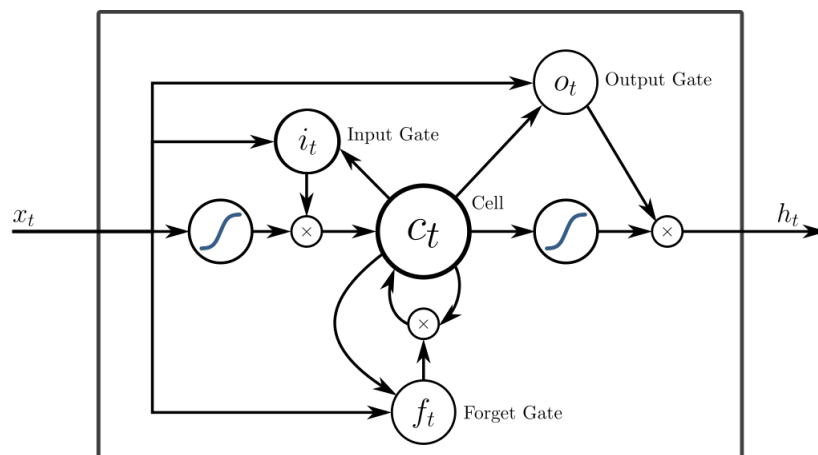 o_t Output Gate
i_t Input Gate
x_t
×
c_t
Cell
×
h_t
×
f_t Forget Gate